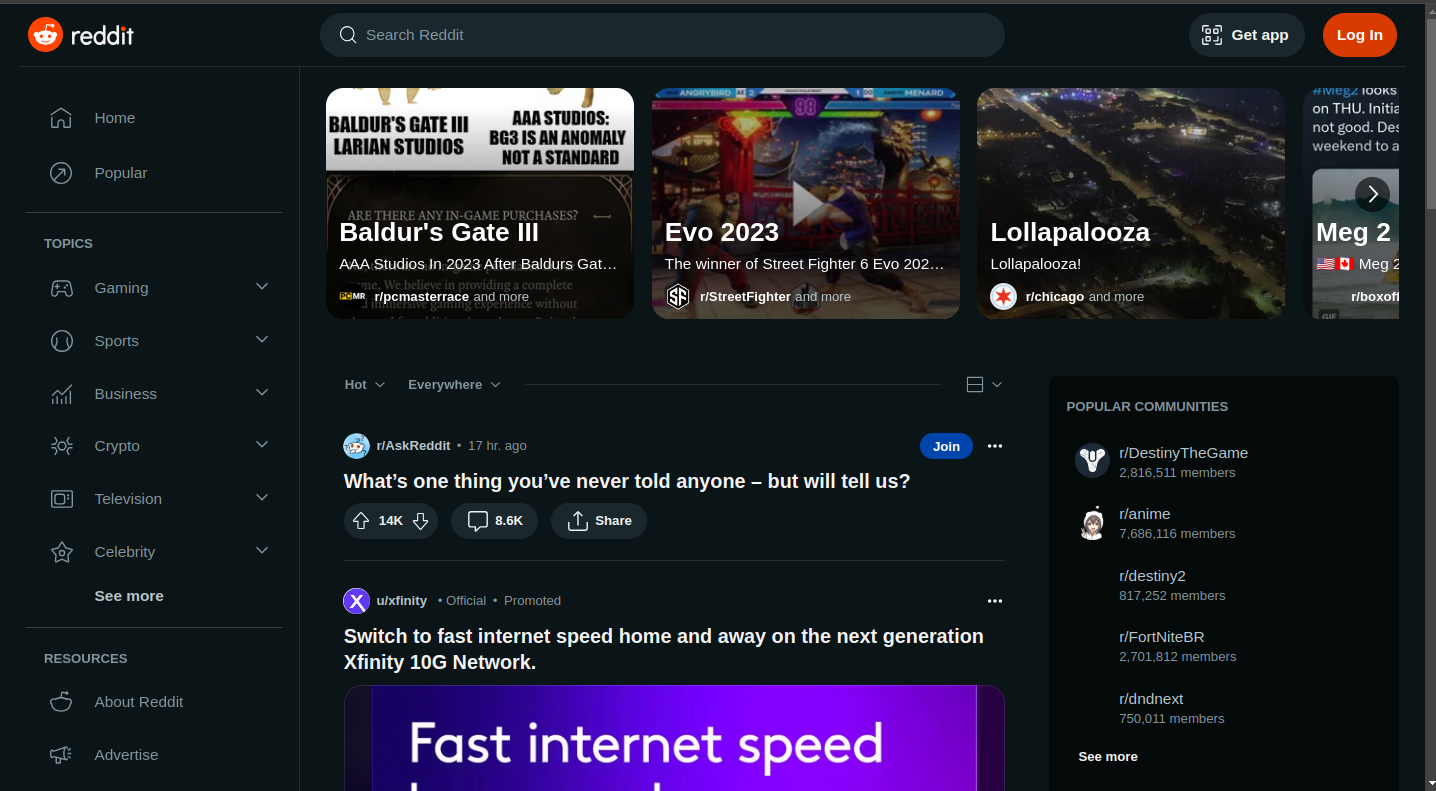 reddit
Search Reddit
Get app
Log In
Home
Popular
TOPICS
Gaming
Sports
Business
Crypto
Television
Celebrity
See more
RESOURCES
About Reddit
Advertise
BALDUR'S GATE III
LARIAN STUDIOS
AAA STUDIOS:
BG3 IS AN ANOMALY
NOT A STANDARD
ARE THERE ANY IN-GAME PURCHASES?
Baldur's Gate III
AAA Studios In 2023 After Baldurs Gat…
PCMR
r/pcmasterrace and more
ANGRYBIRD
2
98
1
MENARD
Evo 2023
The winner of Street Fighter 6 Evo 202…
r/StreetFighter and more
Lollapalooza
Lollapalooza!
r/chicago and more
#Meg2 looks
on THU. Initia
not good. Des
weekend to a
Meg 2
Meg 2
r/boxoff
GIF
Hot
Everywhere
r/AskReddit • 17 hr. ago
Join
What’s one thing you’ve never told anyone – but will tell us?
14K
8.6K
Share
u/xfinity • Official • Promoted
Switch to fast internet speed home and away on the next generation
Xfinity 10G Network.
Fast internet speed
POPULAR COMMUNITIES
r/DestinyTheGame
2,816,511 members
r/anime
7,686,116 members
r/destiny2
817,252 members
r/FortNiteBR
2,701,812 members
r/dndnext
750,011 members
See more